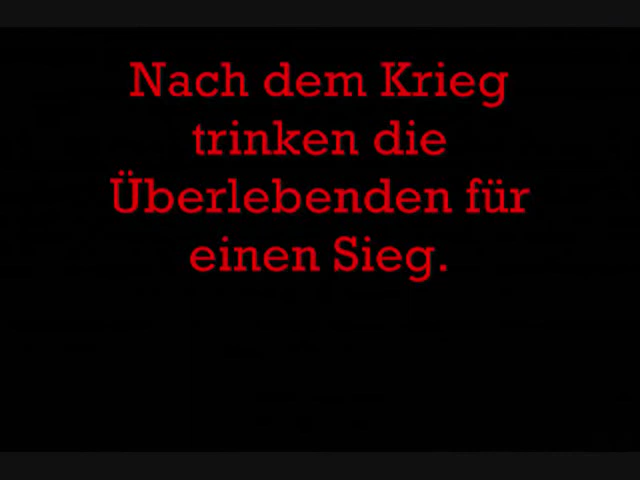 Nach dem Krieg
trinken die
Überlebenden für
einen Sieg.